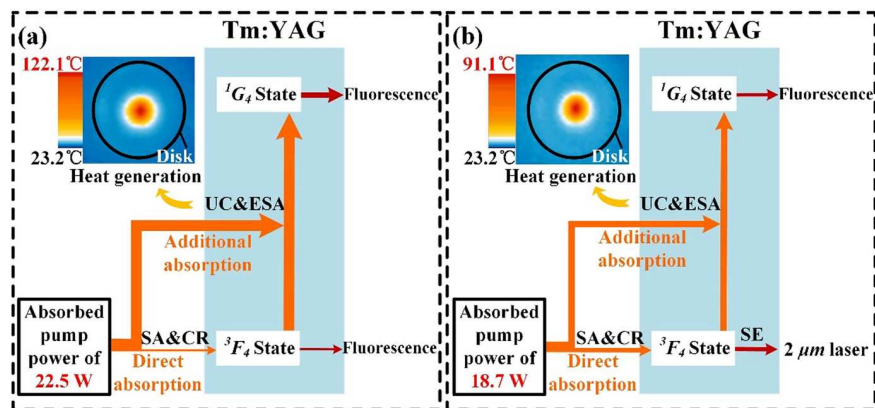 (a)
Tm:YAG
122.1℃
23.2℃
Disk
Heat generation
¹G₄ State
Fluorescence
UC&ESA
Additional
absorption
Absorbed
pump
power of
22.5 W
SA&CR
Direct
absorption
³F₄ State
Fluorescence
(b)
Tm:YAG
91.1℃
23.2℃
Disk
Heat generation
¹G₄ State
Fluorescence
UC&ESA
Additional
absorption
Absorbed
pump
power of
18.7 W
SA&CR
Direct
absorption
³F₄ State
SE
2 μm laser